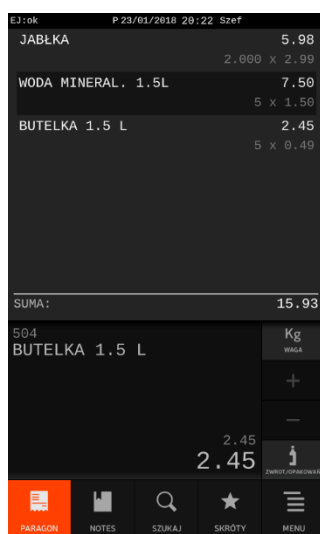 EJ:ok P 23/01/2018 20:22 Szef
JABŁKA 5.98
2.000 x 2.99
WODA MINERAL. 1.5L 7.50
5 x 1.50
BUTELKA 1.5 L 2.45
5 x 0.49
SUMA: 15.93
504
BUTELKA 1.5 L
Kg
WAGA
+
−
2.45
2.45
ZWROT/OPAKOWAŃ
PARAGON NOTES SZUKAJ SKRÓTY MENU